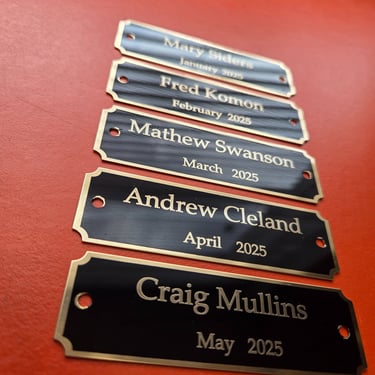 Mary Siders
January 2025
Fred Komon
February 2025
Mathew Swanson
March 2025
Andrew Cleland
April 2025
Craig Mullins
May 2025